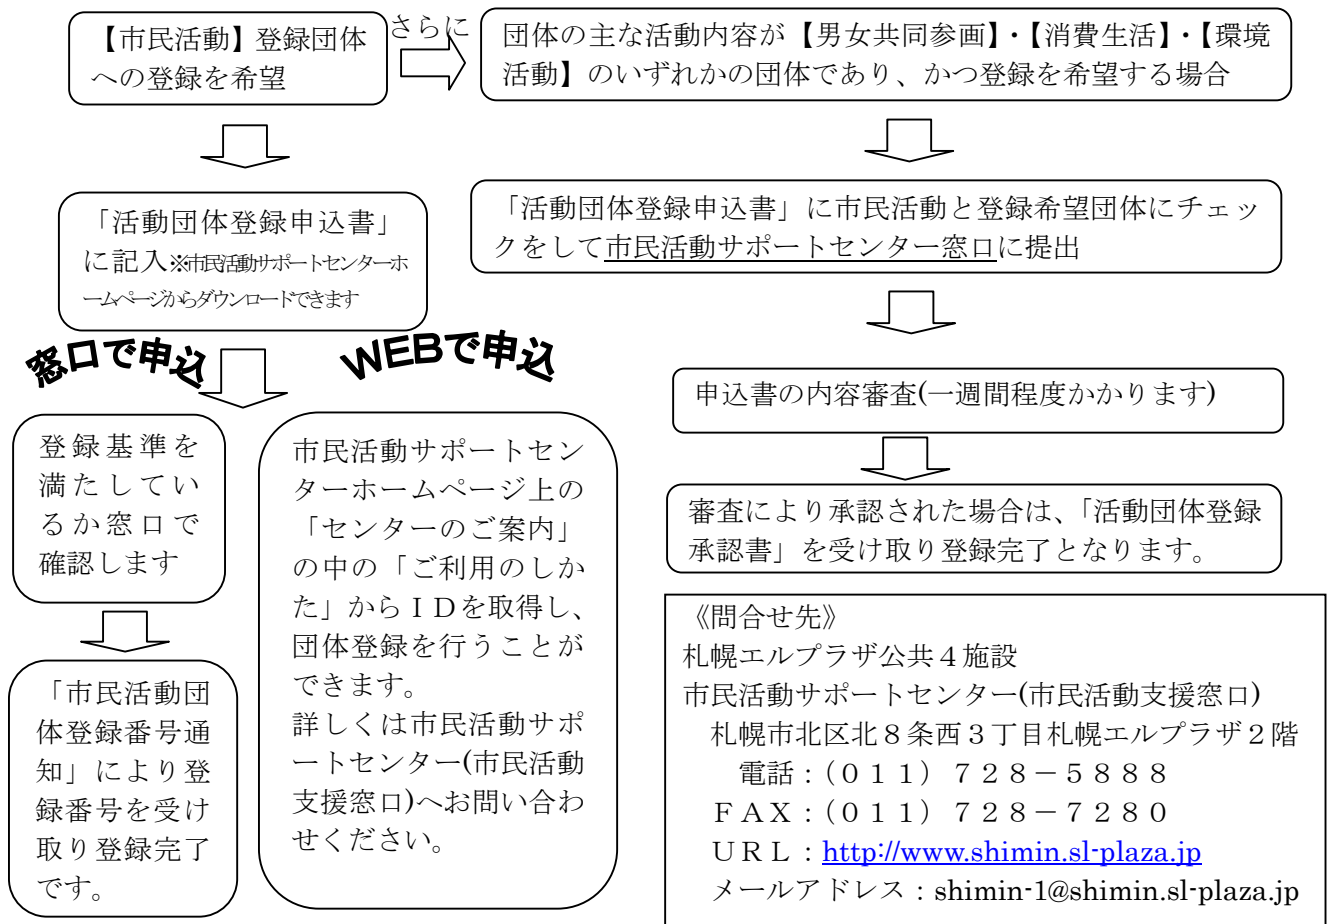 【市民活動】登録団体
への登録を希望
さらに
団体の主な活動内容が【男女共同参画】・【消費生活】・【環境
活動】のいずれかの団体であり、かつ登録を希望する場合
「活動団体登録申込書」
に記入※市民活動サポートセンターホ
ームページからダウンロードできます
「活動団体登録申込書」に市民活動と登録希望団体にチェッ
クをして市民活動サポートセンター窓口に提出
窓口で申込
WEBで申込
申込書の内容審査(一週間程度かかります)
登録基準を
満たしてい
るか窓口で
確認します
市民活動サポートセン
ターホームページ上の
「センターのご案内」
の中の「ご利用のしか
た」からＩＤを取得し、
団体登録を行うことが
できます。
詳しくは市民活動サポ
ートセンター(市民活動
支援窓口)へお問い合わ
せください。
審査により承認された場合は、「活動団体登録
承認書」を受け取り登録完了となります。
「市民活動団
体登録番号通
知」により登
録番号を受け
取り登録完了
です。
《問合せ先》
札幌エルプラザ公共４施設
市民活動サポートセンター(市民活動支援窓口)
札幌市北区北８条西３丁目札幌エルプラザ２階
電話：(０１１) ７２８－５８８８
ＦＡＸ：(０１１) ７２８－７２８０
ＵＲＬ：http://www.shimin.sl-plaza.jp
メールアドレス：shimin-1@shimin.sl-plaza.jp